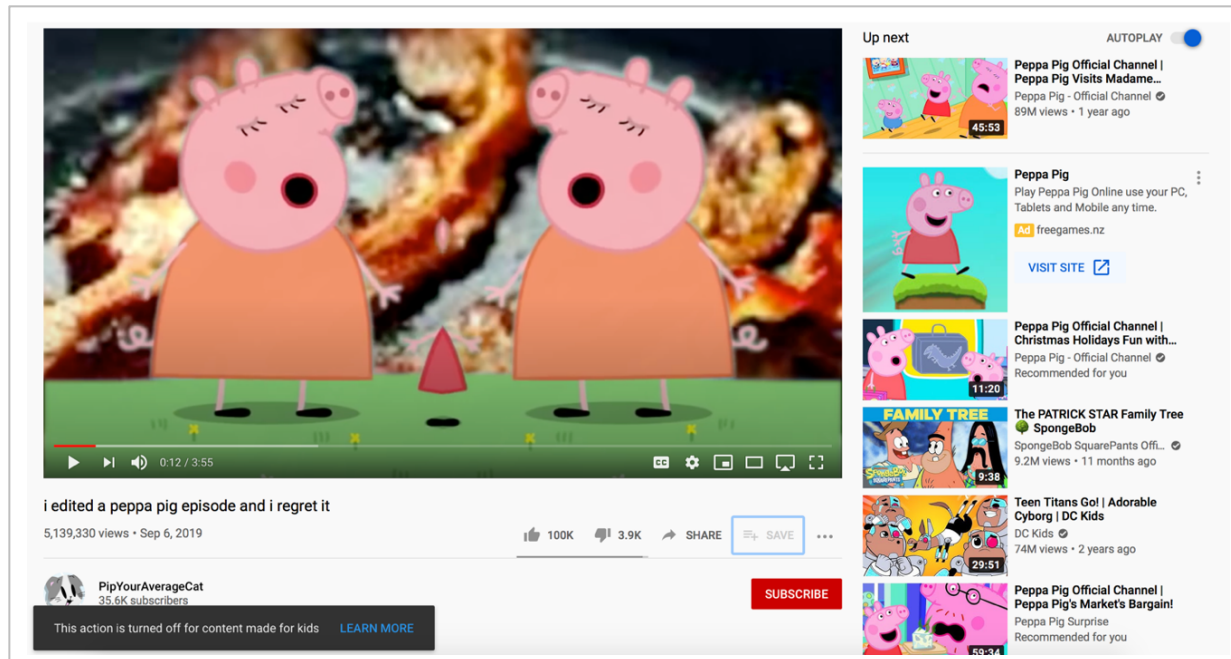 0:12 / 3:55
i edited a peppa pig episode and i regret it
5,139,330 views • Sep 6, 2019
100K
3.9K
SHARE
SAVE
PipYourAverageCat
35.6K subscribers
SUBSCRIBE
This action is turned off for content made for kids LEARN MORE
Up next
AUTOPLAY
45:53
Peppa Pig Official Channel |
Peppa Pig Visits Madame...
Peppa Pig - Official Channel
89M views • 1 year ago
Peppa Pig
Play Peppa Pig Online use your PC,
Tablets and Mobile any time.
Ad freegames.nz
VISIT SITE
11:20
Peppa Pig Official Channel |
Christmas Holidays Fun with...
Peppa Pig - Official Channel
Recommended for you
FAMILY TREE
SpongeBob
9:38
The PATRICK STAR Family Tree
SpongeBob
SpongeBob SquarePants Offi...
9.2M views • 11 months ago
29:51
Teen Titans Go! | Adorable
Cyborg | DC Kids
DC Kids
74M views • 2 years ago
59:34
Peppa Pig Official Channel |
Peppa Pig's Market's Bargain!
Peppa Pig Surprise
Recommended for you